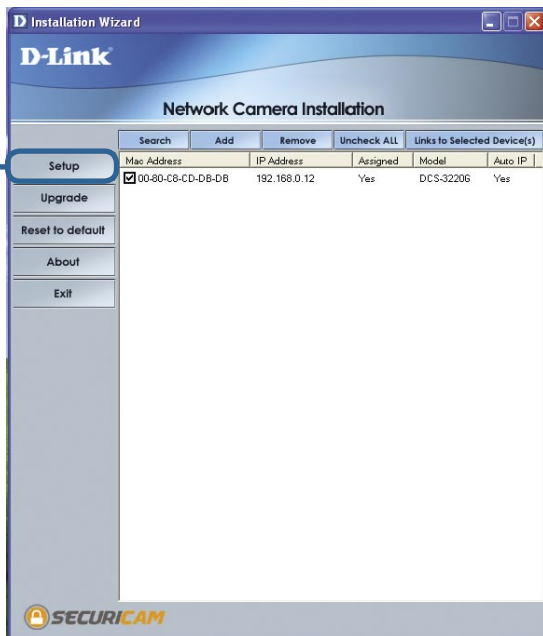 D Installation Wizard
D-Link
Network Camera Installation
Search Add Remove Uncheck ALL Links to Selected Device(s)
Mac Address IP Address Assigned Model Auto IP
00-80-C8-CD-DB-DB 192.168.0.12 Yes DCS-32206 Yes
Setup
Upgrade
Reset to default
About
Exit
SECURICAM